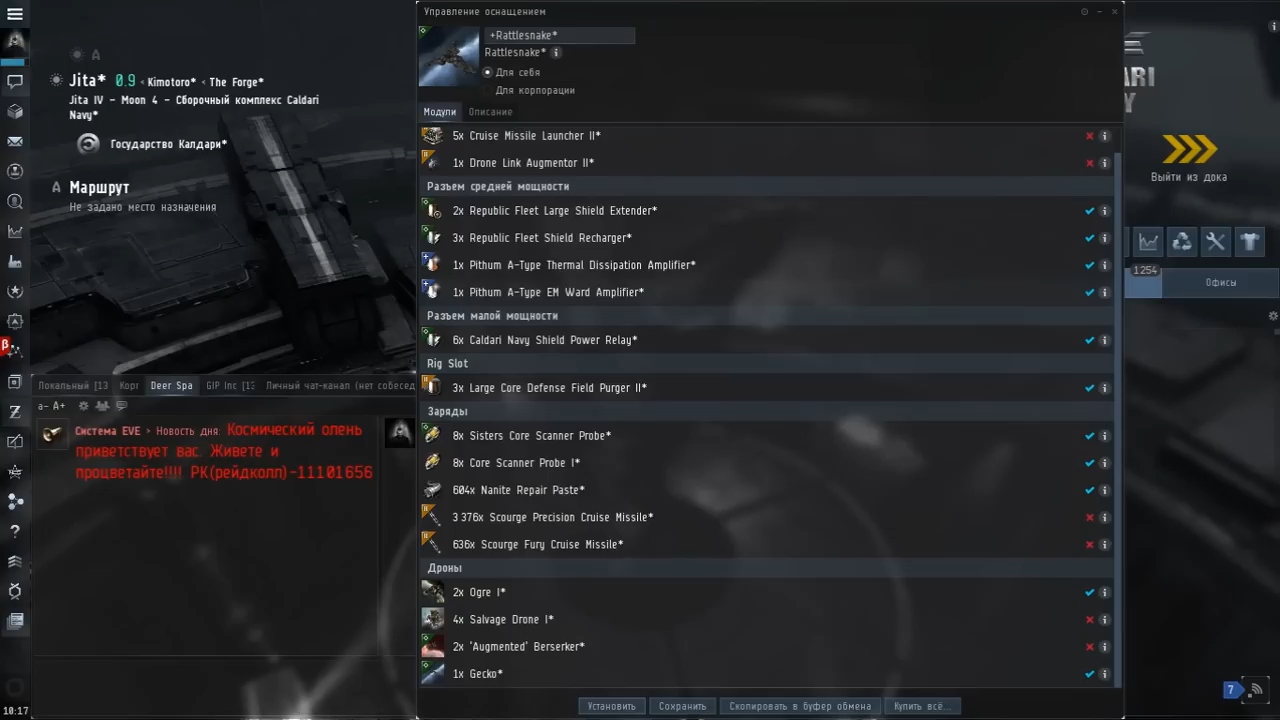 Управление оснащением
+Rattlesnake*
Rattlesnake*
Для себя
Для корпорации
Модули Описание
5x Cruise Missile Launcher II*
1x Drone Link Augmentor II*
Разъем средней мощности
2x Republic Fleet Large Shield Extender*
3x Republic Fleet Shield Recharger*
1x Pithum A-Type Thermal Dissipation Amplifier*
1x Pithum A-Type EM Ward Amplifier*
Разъем малой мощности
6x Caldari Navy Shield Power Relay*
Rig Slot
3x Large Core Defense Field Purger II*
Заряды
8x Sisters Core Scanner Probe*
8x Core Scanner Probe I*
604x Nanite Repair Paste*
3 376x Scourge Precision Cruise Missile*
636x Scourge Fury Cruise Missile*
Дроны
2x Ogre I*
4x Salvage Drone I*
2x 'Augmented' Berserker*
1x Gecko*
Установить Сохранить Скопировать в буфер обмена Купить всё...
A
Jita* 0.9 < Kimotoro* < The Forge*
Jita IV - Moon 4 - Сборочный комплекс Caldari
Navy*
Государство Калдари*
A Маршрут
Не задано место назначения
Локальный [13 Корп Deer Spa GIP Inc [13 Личный чат-канал (нет собесед
a- A+
Система EVE > Новость дня: Космический олень
приветствует вас. Живете и
процветайте!!!! РК(рейдколл)-11101656
β
10:17
ARI
Y
Выйти из дока
1254
Офисы
7